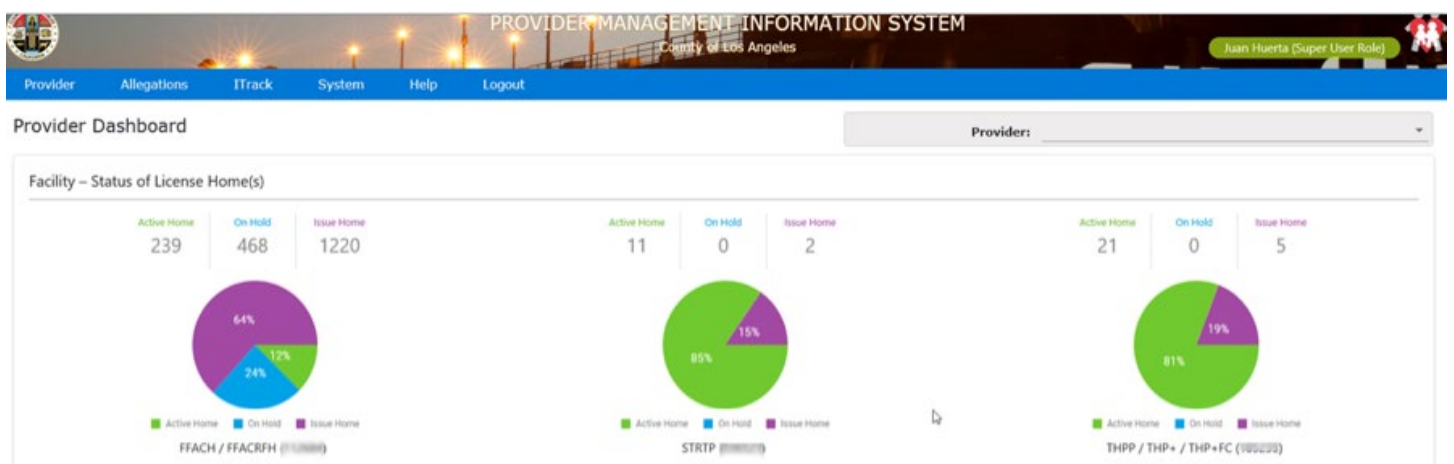 PROVIDER MANAGEMENT INFORMATION SYSTEM
County of Los Angeles
Juan Huerta (Super User Role)
Provider Allegations ITrack System Help Logout
Provider Dashboard
Provider:
Facility – Status of License Home(s)
Active Home On Hold Issue Home
239 468 1220
64%
12%
24%
Active Home On Hold Issue Home
FFACH / FFACRFH
Active Home On Hold Issue Home
11 0 2
15%
85%
Active Home On Hold Issue Home
STRTP
Active Home On Hold Issue Home
21 0 5
19%
81%
Active Home On Hold Issue Home
THPP / THP+ / THP+FC